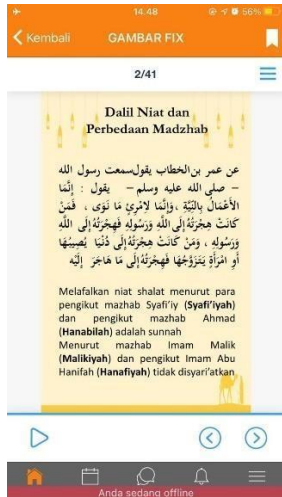 14.48
56%
Kembali
GAMBAR FIX
2/41
Dalil Niat dan
Perbedaan Madzhab
عن عمر بن الخطاب يقول سمعت رسول الله
– صلى الله عليه وسلم – يقول : إِنَّمَا
الأَعْمَالُ بِالنِّيَّةِ ، وَإِنَّمَا لِامْرِئٍ مَا نَوَى ، فَمَنْ
كَانَتْ هِجْرَتُهُ إِلَى اللَّهِ وَرَسُولِهِ فَهِجْرَتُهُ إِلَى اللَّهِ
وَرَسُولِهِ ، وَمَنْ كَانَتْ هِجْرَتُهُ إِلَى دُنْيَا يُصِيبُهَا
أَوِ امْرَأَةٍ يَتَزَوَّجُهَا فَهِجْرَتُهُ إِلَى مَا هَاجَرَ إِلَيْهِ
Melafalkan niat shalat menurut para
pengikut mazhab Syafi'iy (Syafi'iyah)
dan pengikut mazhab Ahmad
(Hanabilah) adalah sunnah
Menurut mazhab Imam Malik
(Malikiyah) dan pengikut Imam Abu
Hanifah (Hanafiyah) tidak disyari'atkan
Anda sedang offline